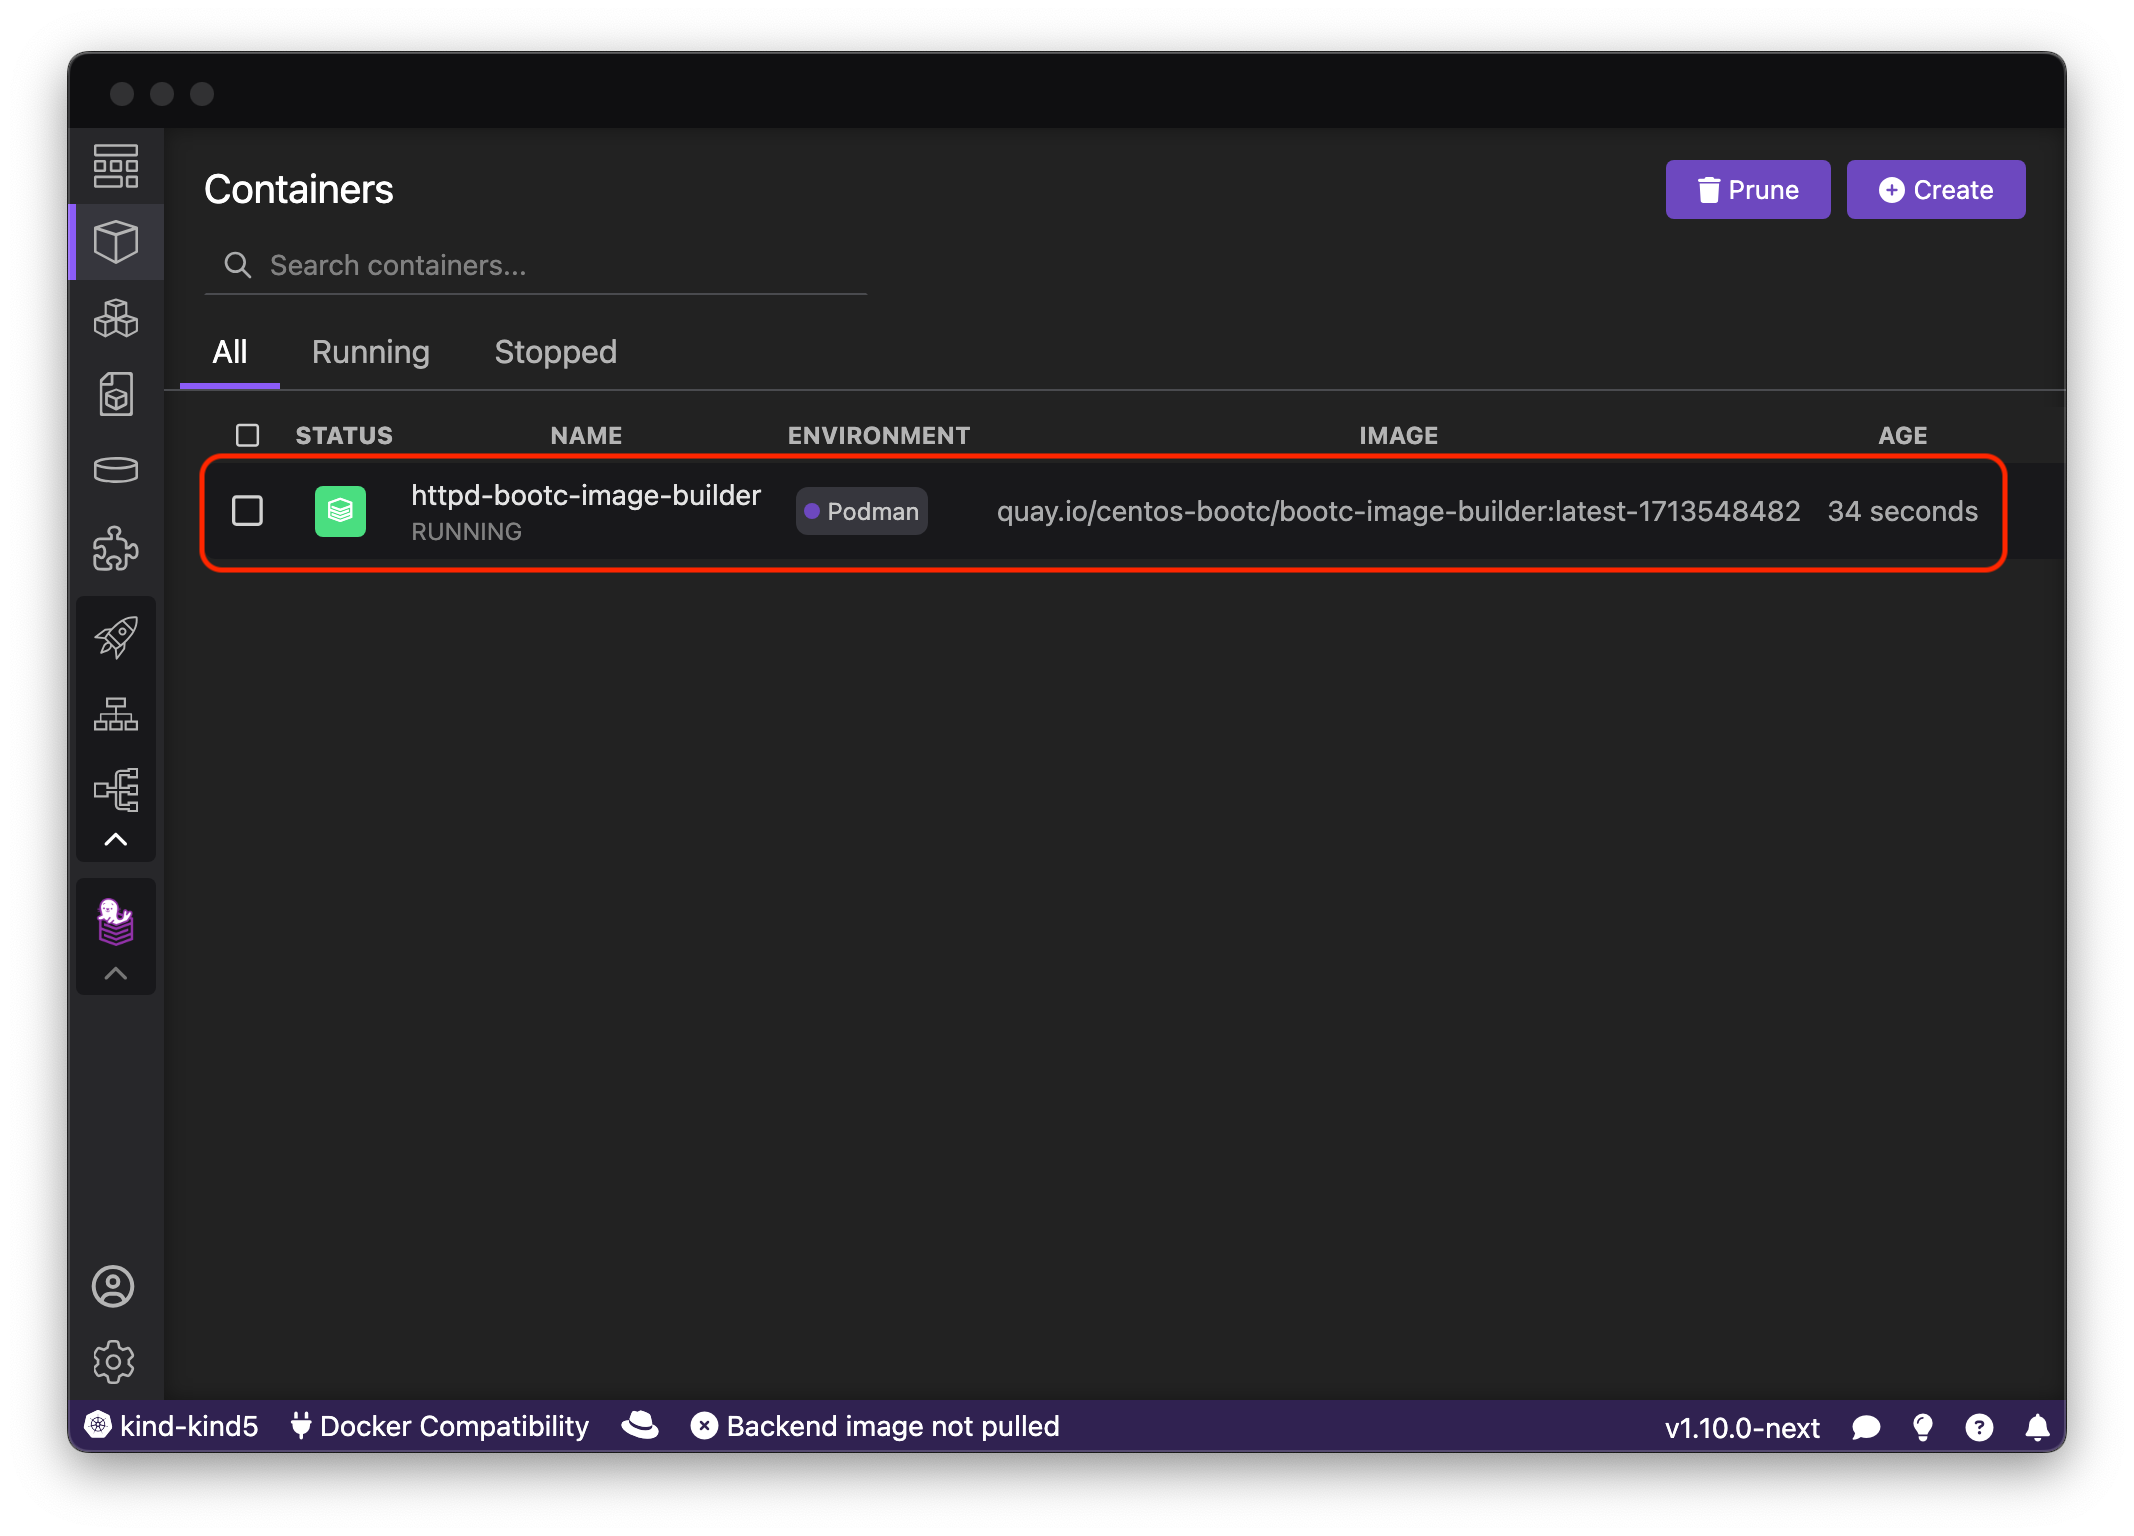 Containers
Prune
Create
Search containers...
All Running Stopped
STATUS NAME ENVIRONMENT IMAGE AGE
httpd-bootc-image-builder
RUNNING
Podman
quay.io/centos-bootc/bootc-image-builder:latest-1713548482
34 seconds
kind-kind5 Docker Compatibility Backend image not pulled v1.10.0-next